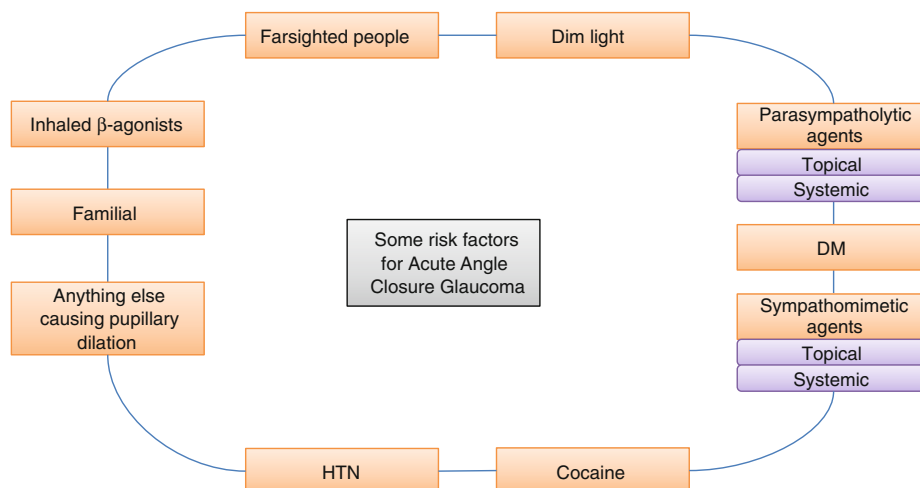 Farsighted people
Dim light
Inhaled β-agonists
Parasympatholytic
agents
Topical
Systemic
Familial
Some risk factors
for Acute Angle
Closure Glaucoma
DM
Anything else
causing pupillary
dilation
Sympathomimetic
agents
Topical
Systemic
HTN
Cocaine